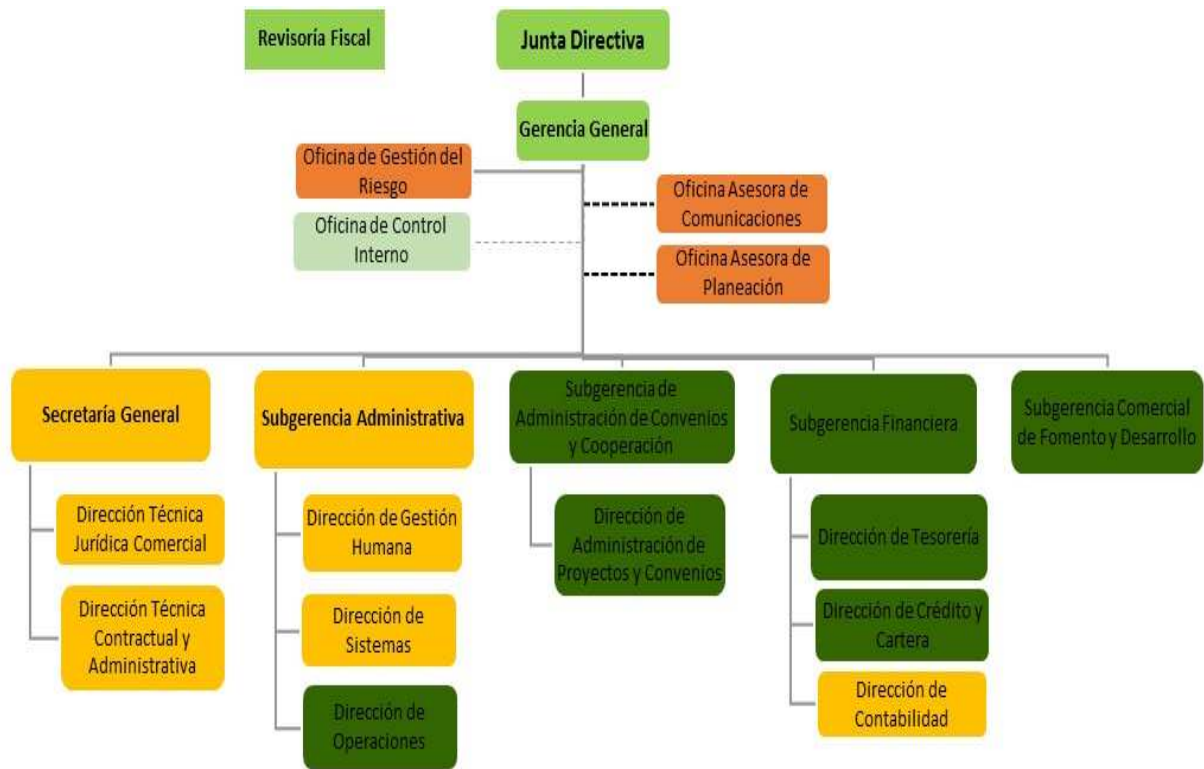 Revisoría Fiscal
Junta Directiva
Gerencia General
Oficina de Gestión del
Riesgo
Oficina Asesora de
Comunicaciones
Oficina de Control
Interno
Oficina Asesora de
Planeación
Secretaría General
Subgerencia Administrativa
Subgerencia de
Administración de Convenios
y Cooperación
Subgerencia Financiera
Subgerencia Comercial
de Fomento y Desarrollo
Dirección Técnica
Jurídica Comercial
Dirección Técnica
Contractual y
Administrativa
Dirección de Gestión
Humana
Dirección de
Sistemas
Dirección de
Operaciones
Dirección de
Administración de
Proyectos y Convenios
Dirección de Tesorería
Dirección de Crédito y
Cartera
Dirección de
Contabilidad